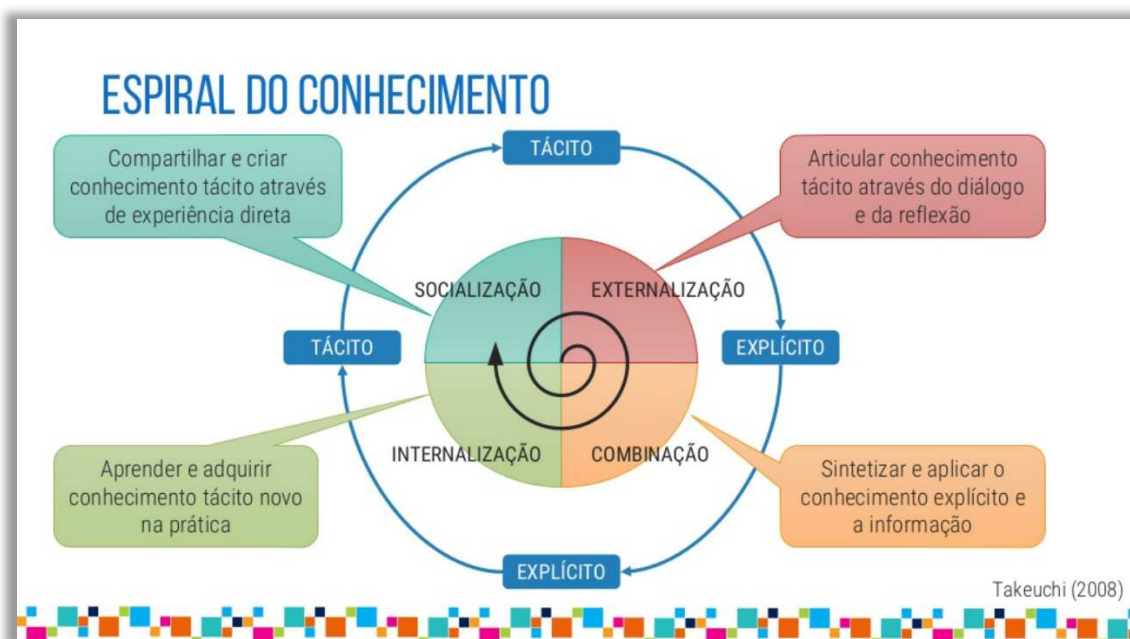 ESPIRAL DO CONHECIMENTO
Compartilhar e criar
conhecimento tácito através
de experiência direta
TÁCITO
Articular conhecimento
tácito através do diálogo
e da reflexão
SOCIALIZAÇÃO
EXTERNALIZAÇÃO
TÁCITO
EXPLÍCITO
INTERNALIZAÇÃO
COMBINAÇÃO
Aprender e adquirir
conhecimento tácito novo
na prática
Sintetizar e aplicar o
conhecimento explícito e
a informação
EXPLÍCITO
Takeuchi (2008)